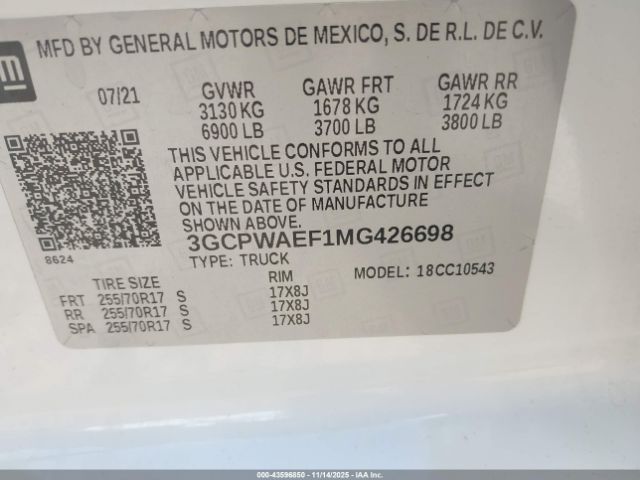 GM
MFD BY GENERAL MOTORS DE MEXICO, S. DE R.L. DE C.V.
07/21 GVWR GAWR FRT GAWR RR
3130 KG 1678 KG 1724 KG
6900 LB 3700 LB 3800 LB
THIS VEHICLE CONFORMS TO ALL
APPLICABLE U.S. FEDERAL MOTOR
VEHICLE SAFETY STANDARDS IN EFFECT
ON THE DATE OF MANUFACTURE
SHOWN ABOVE.
8624
3GCPWAEF1MG426698
TYPE: TRUCK MODEL: 18CC10543
TIRE SIZE RIM
FRT 255/70R17 S 17X8J
RR 255/70R17 S 17X8J
SPA 255/70R17 S 17X8J
000-43596850 - 11/14/2025 - IAAI.COM